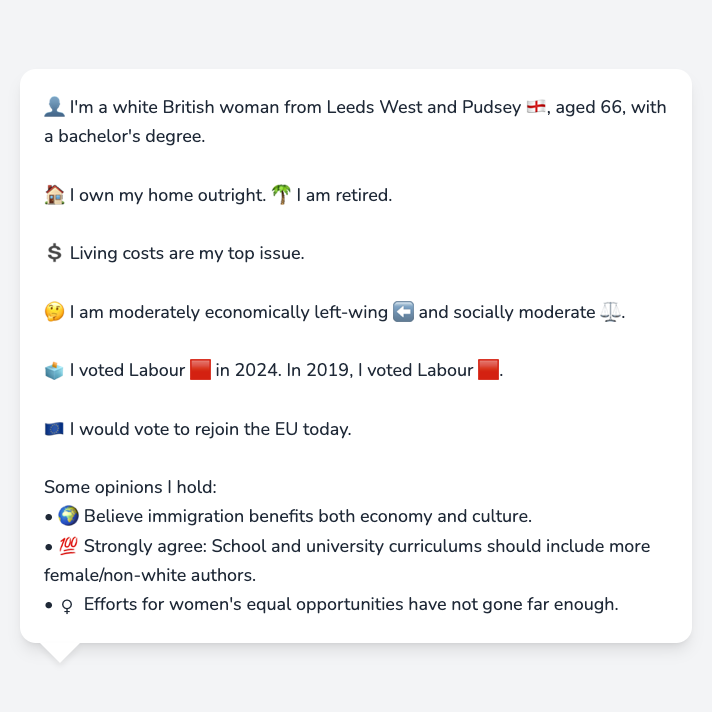 👤 I'm a white British woman from Leeds West and Pudsey 🏴󠁧󠁢󠁥󠁮󠁧󠁿, aged 66, with
a bachelor's degree.
🏠 I own my home outright. 🌴 I am retired.
💲 Living costs are my top issue.
🤔 I am moderately economically left-wing ⬅️ and socially moderate ⚖️.
🗳️ I voted Labour 🟥 in 2024. In 2019, I voted Labour 🟥.
🇪🇺 I would vote to rejoin the EU today.
Some opinions I hold:
• 🌍 Believe immigration benefits both economy and culture.
• 💯 Strongly agree: School and university curriculums should include more
female/non-white authors.
• ♀ Efforts for women's equal opportunities have not gone far enough.